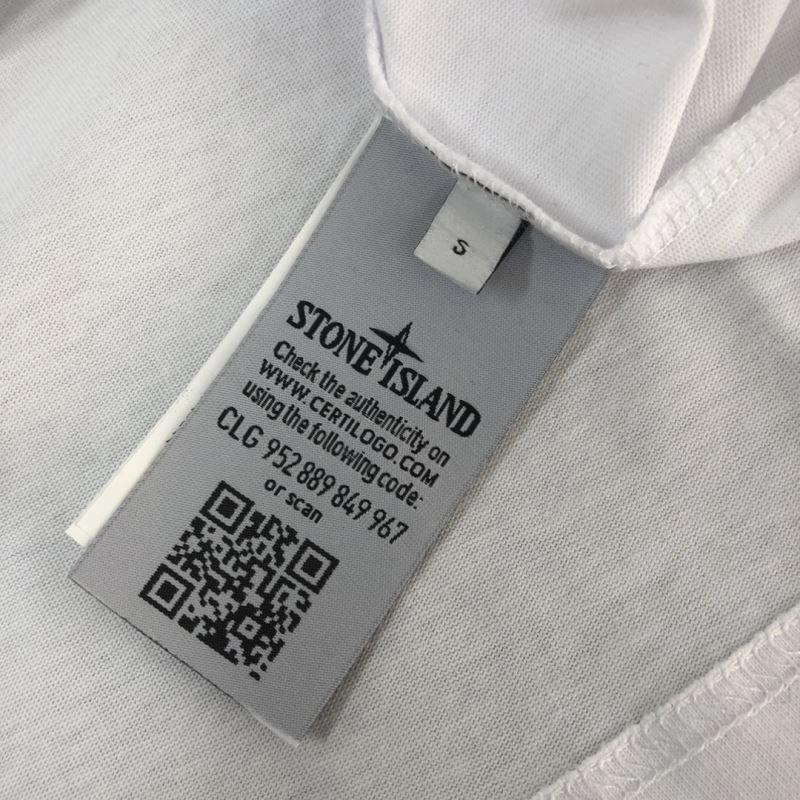 S
STONE ISLAND
Check the authenticity on
WWW.CERTILOGO.COM
using the following code:
CLG 952 889 849 967
or scan